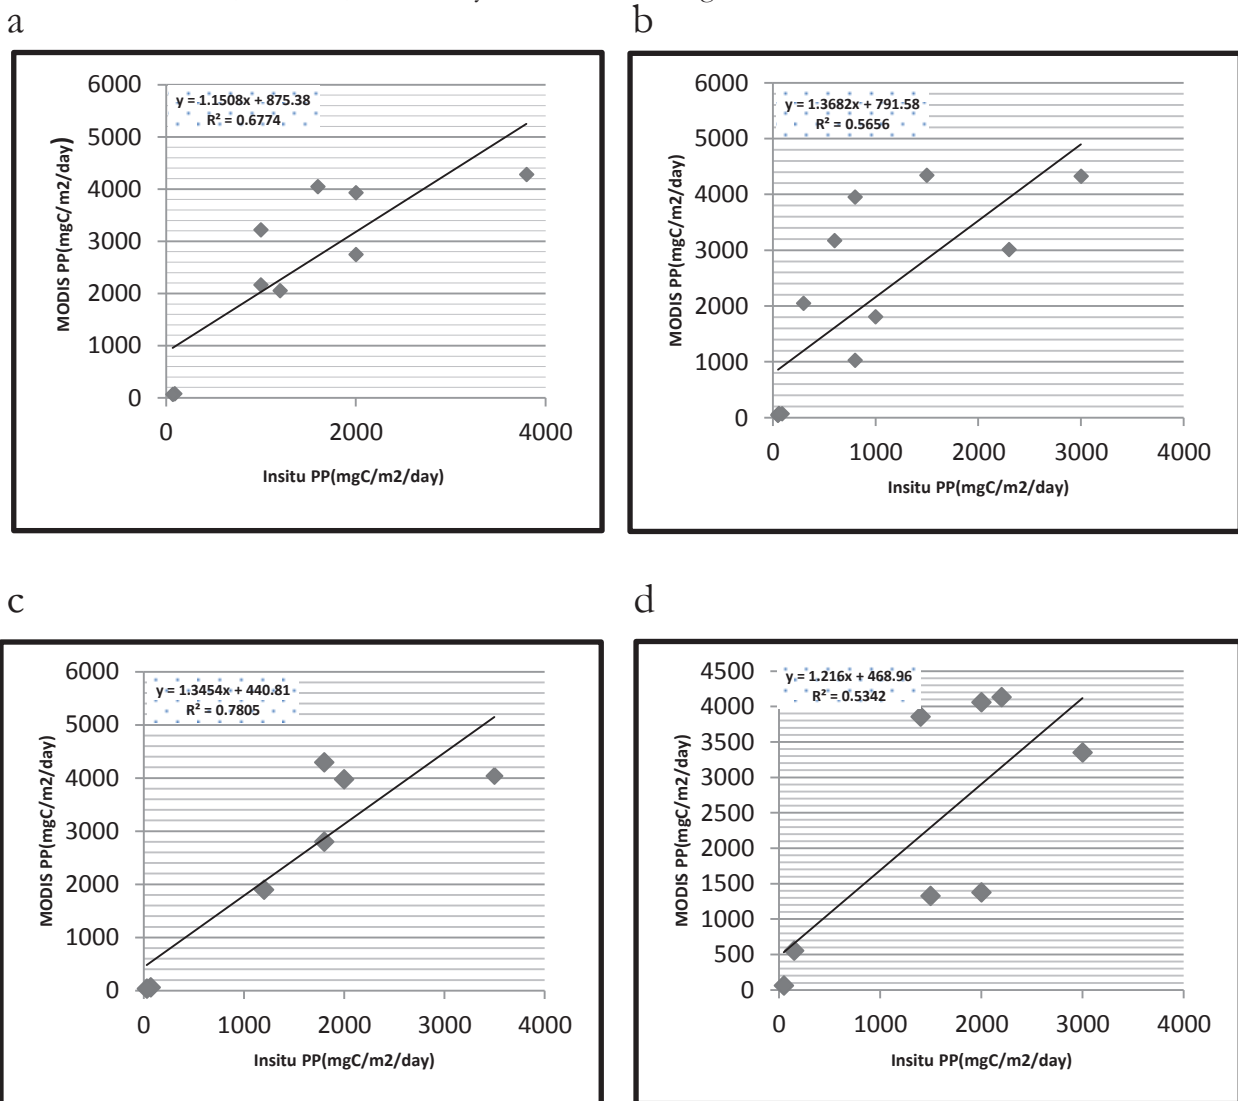 a
y = 1.1508x + 875.38
R² = 0.6774
6000
5000
4000
3000
2000
1000
0
MODIS PP(mgC/m2/day)
0 2000 4000
Insitu PP(mgC/m2/day)
b
y = 1.3682x + 791.58
R² = 0.5656
6000
5000
4000
3000
2000
1000
0
MODIS PP(mgC/m2/day)
0 1000 2000 3000 4000
Insitu PP(mgC/m2/day)
c
y = 1.3454x + 440.81
R² = 0.7805
6000
5000
4000
3000
2000
1000
0
MODIS PP(mgC/m2/day)
0 1000 2000 3000 4000
Insitu PP(mgC/m2/day)
d
y = 1.216x + 468.96
R² = 0.5342
4500
4000
3500
3000
2500
2000
1500
1000
500
0
MODIS PP(mgC/m2/day)
0 1000 2000 3000 4000
Insitu PP(mgC/m2/day)